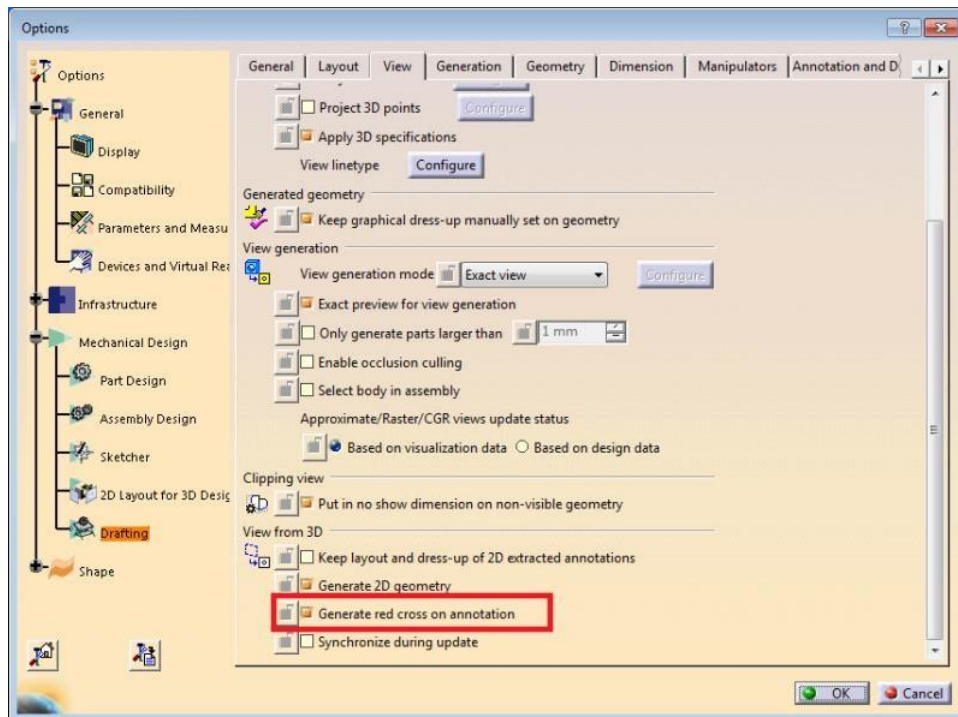 Options
Options
General
Display
Compatibility
Parameters and Measu
Devices and Virtual Rea
Infrastructure
Mechanical Design
Part Design
Assembly Design
Sketcher
2D Layout for 3D Desig
Drafting
Shape
General Layout View Generation Geometry Dimension Manipulators Annotation and D
Project 3D points Configure
Apply 3D specifications
View linetype Configure
Generated geometry
Keep graphical dress-up manually set on geometry
View generation
View generation mode Exact view Configure
Exact preview for view generation
Only generate parts larger than 1 mm
Enable occlusion culling
Select body in assembly
Approximate/Raster/CGR views update status
Based on visualization data Based on design data
Clipping view
Put in no show dimension on non-visible geometry
View from 3D
Keep layout and dress-up of 2D extracted annotations
Generate 2D geometry
Generate red cross on annotation
Synchronize during update
OK Cancel